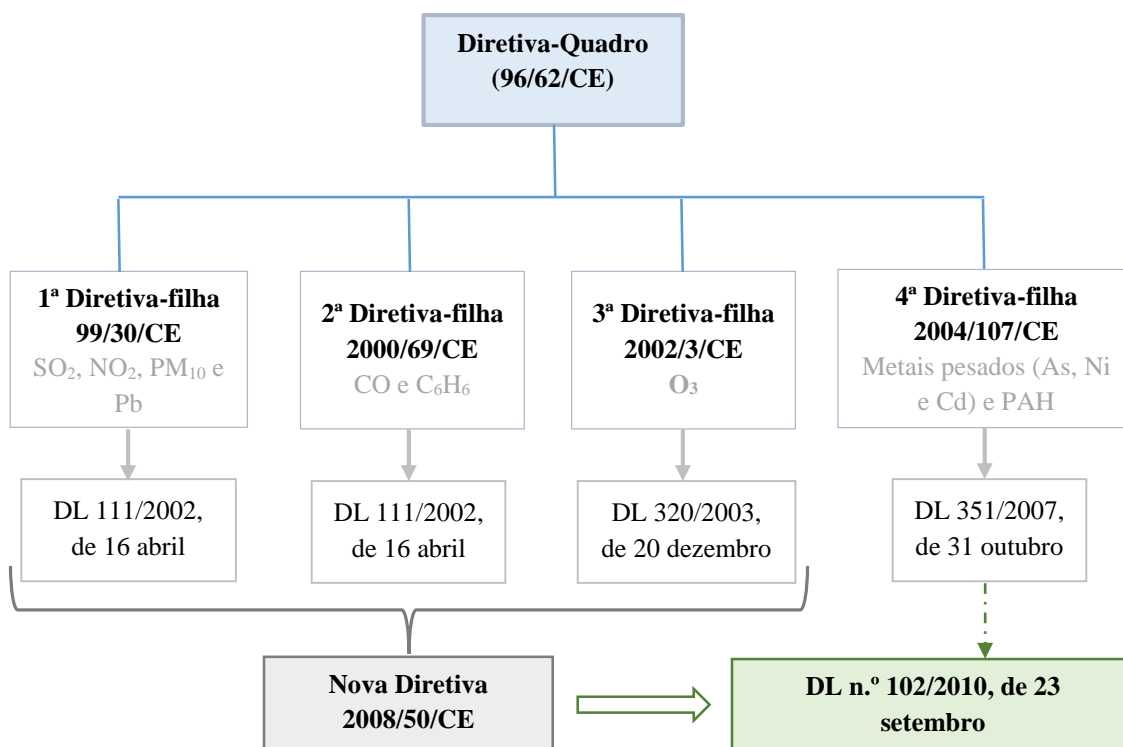 Diretiva-Quadro
(96/62/CE)
1ª Diretiva-filha
99/30/CE
SO₂, NO₂, PM₁₀ e
Pb
2ª Diretiva-filha
2000/69/CE
CO e C₆H₆
3ª Diretiva-filha
2002/3/CE
O₃
4ª Diretiva-filha
2004/107/CE
Metais pesados (As, Ni
e Cd) e PAH
DL 111/2002,
de 16 abril
DL 111/2002,
de 16 abril
DL 320/2003,
de 20 dezembro
DL 351/2007,
de 31 outubro
Nova Diretiva
2008/50/CE
DL n.º 102/2010, de 23
setembro